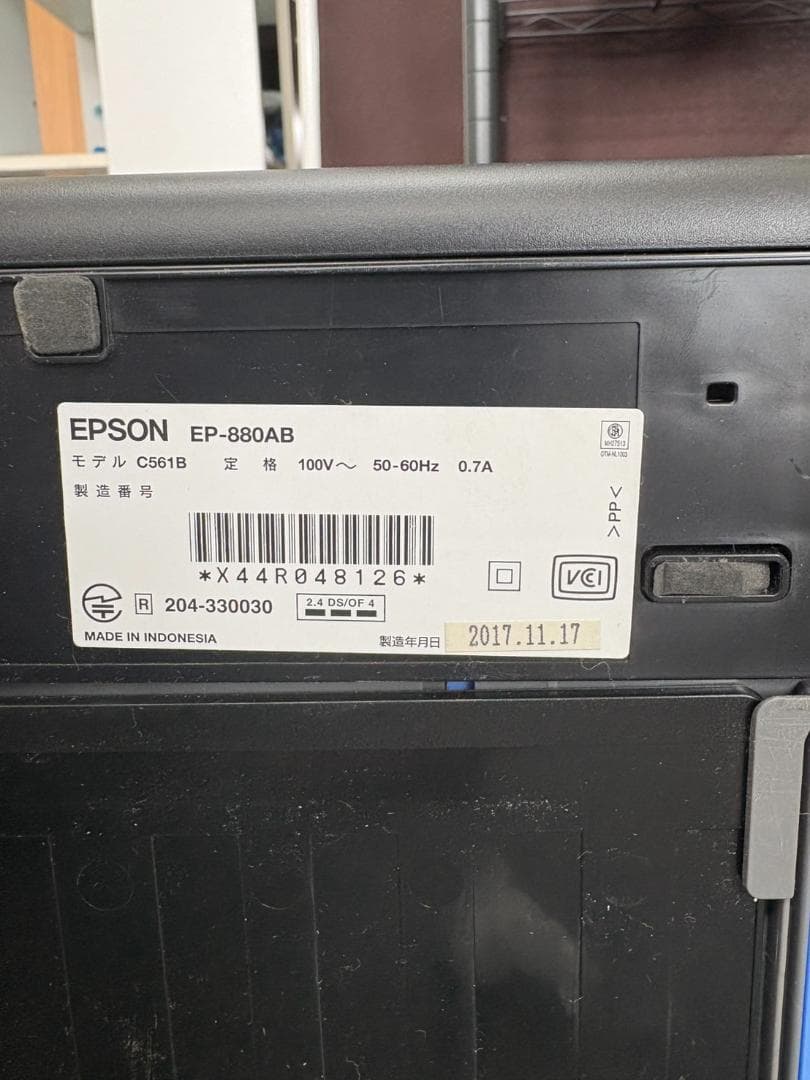 EPSON EP-880AB
モデル C561B 定格 100V～ 50-60Hz 0.7A
製造番号
*X44R048126*
R 204-330030 2.4 DS/OF 4
MADE IN INDONESIA
製造年月日 2017.11.17
VCI
MH27513
>PP<